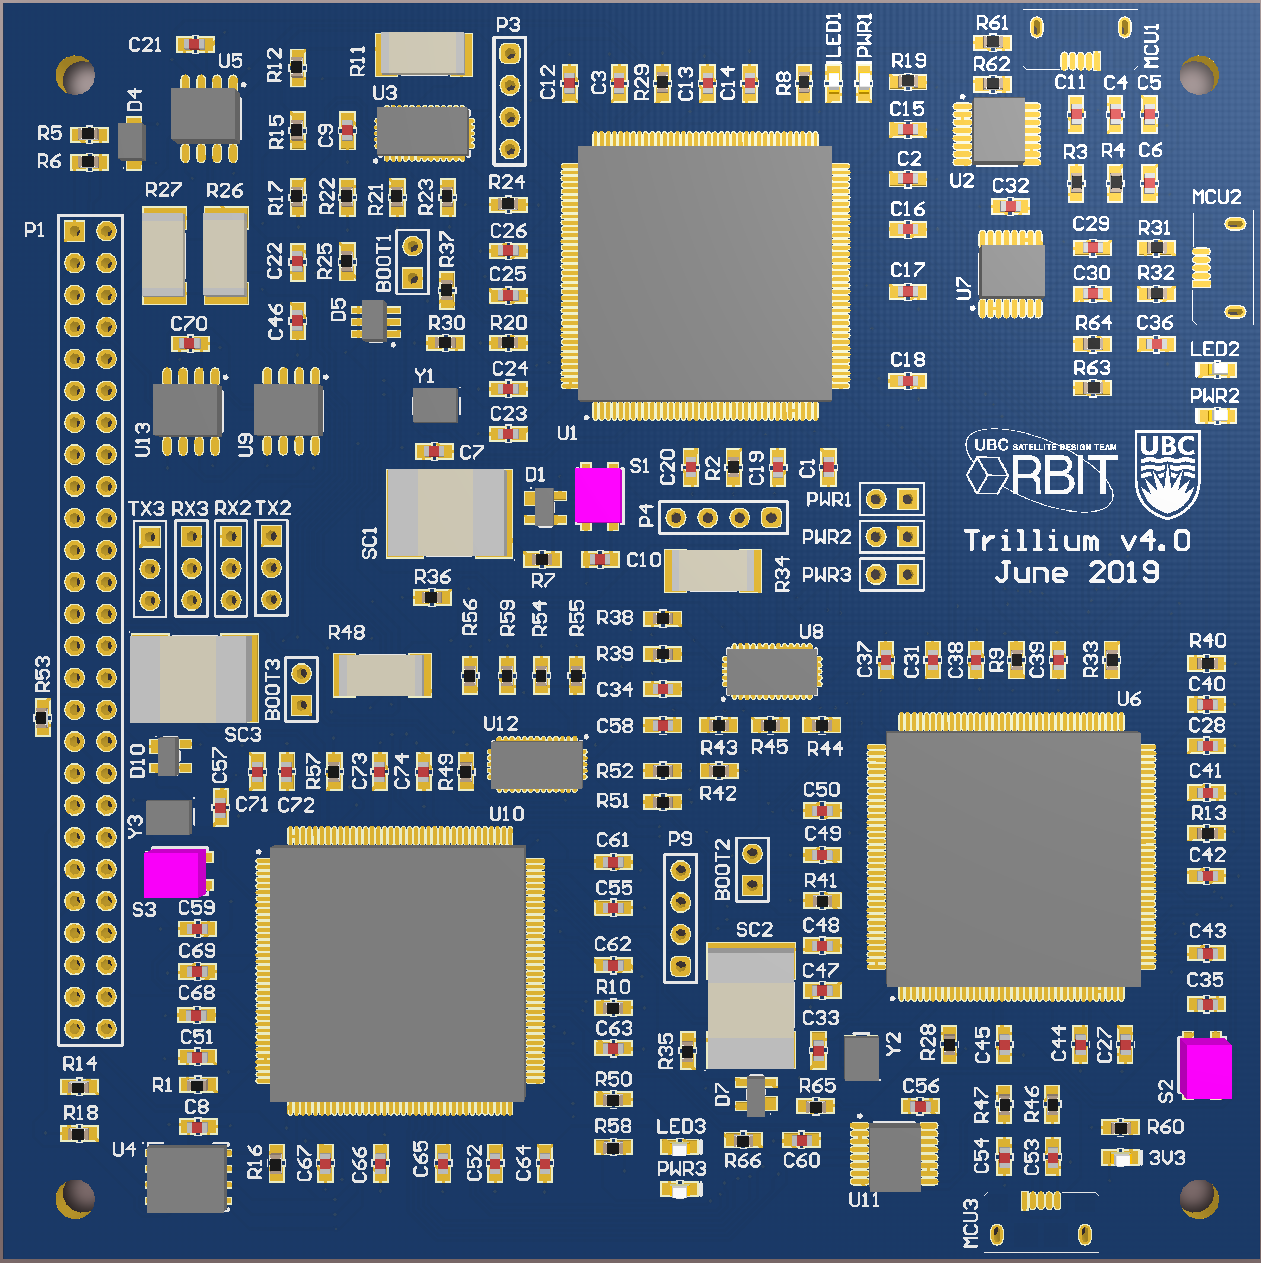 C21
U5
D4
R5
R6
R12
R15
C9
R11
U3
P3
C12
C3
R29
C13
C14
R8
LED1
PWR1
R19
C15
C2
C16
C17
C18
R61
R62
MCU1
C11
C4
C5
U2
R3
R4
C6
C32
MCU2
C29
R31
C30
R32
U7
R64
C36
R63
LED2
PWR2
R27
R26
R17
R22
R21
R23
R24
P1
C22
R25
BOOT1
R37
C26
C25
C46
D5
R30
R20
C70
Y1
C24
C23
U13
U9
C7
U1
D1
S1
C20
R2
C19
C1
UBC SATELLITE DESIGN TEAM
ORBIT
UBC
PWR1
PWR2
PWR3
Trillium v4.0
June 2019
TX3
RX3
RX2
TX2
SC1
P4
R7
C10
R34
R36
R56
R59
R54
R55
R38
R39
C34
C58
R52
R51
R48
BOOT3
R53
SC3
U8
C37
C31
C38
R9
C39
R33
R40
C40
C28
C41
R13
C42
C43
C35
U6
R43
R45
R44
R42
U12
D10
C57
C71
C72
R57
C73
C74
R49
Y3
U10
S3
C59
C69
C68
C51
R1
C8
C61
C55
C62
R10
C63
R50
R58
P9
BOOT2
C50
C49
R41
C48
C47
C33
SC2
R35
D7
R65
Y2
R28
C45
C44
C27
S2
R14
R18
U4
R16
C67
C66
C65
C52
C64
LED3
PWR3
R66
C60
C56
U11
R47
R46
C54
C53
R60
3V3
MCU3